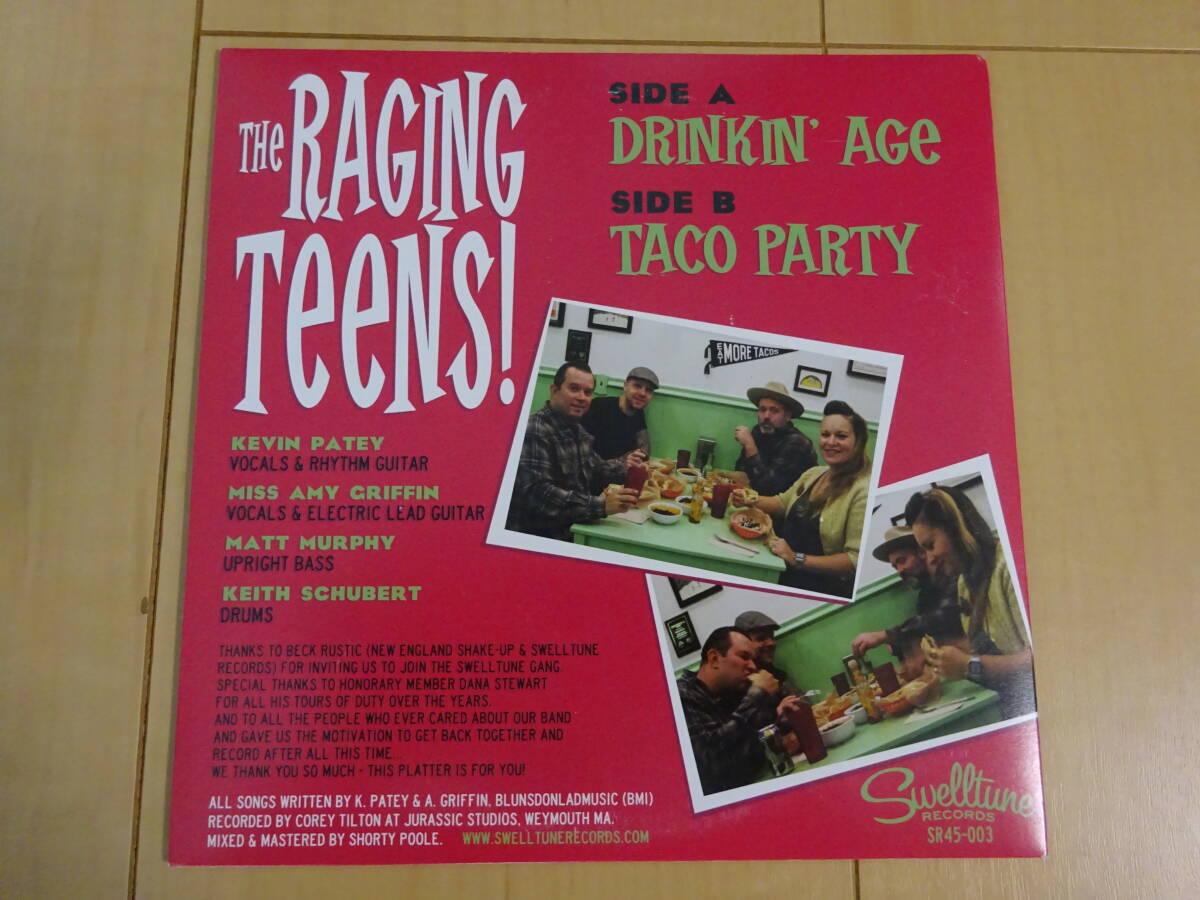 THE RAGING
TEENS!
SIDE A
DRINKIN' AGE
SIDE B
TACO PARTY
EAT MORE TACOS
KEVIN PATEY
VOCALS & RHYTHM GUITAR
MISS AMY GRIFFIN
VOCALS & ELECTRIC LEAD GUITAR
MATT MURPHY
UPRIGHT BASS
KEITH SCHUBERT
DRUMS
THANKS TO BECK RUSTIC (NEW ENGLAND SHAKE-UP & SWELLTUNE
RECORDS) FOR INVITING US TO JOIN THE SWELLTUNE GANG.
SPECIAL THANKS TO HONORARY MEMBER DANA STEWART
FOR ALL HIS TOURS OF DUTY OVER THE YEARS.
AND TO ALL THE PEOPLE WHO EVER CARED ABOUT OUR BAND
AND GAVE US THE MOTIVATION TO GET BACK TOGETHER AND
RECORD AFTER ALL THIS TIME...
WE THANK YOU SO MUCH - THIS PLATTER IS FOR YOU!
ALL SONGS WRITTEN BY K. PATEY & A. GRIFFIN, BLUNSDONLADMUSIC (BMI)
RECORDED BY COREY TILTON AT JURASSIC STUDIOS, WEYMOUTH MA.
MIXED & MASTERED BY SHORTY POOLE. WWW.SWELLTUNERECORDS.COM
Swelltune
RECORDS
SR45-003